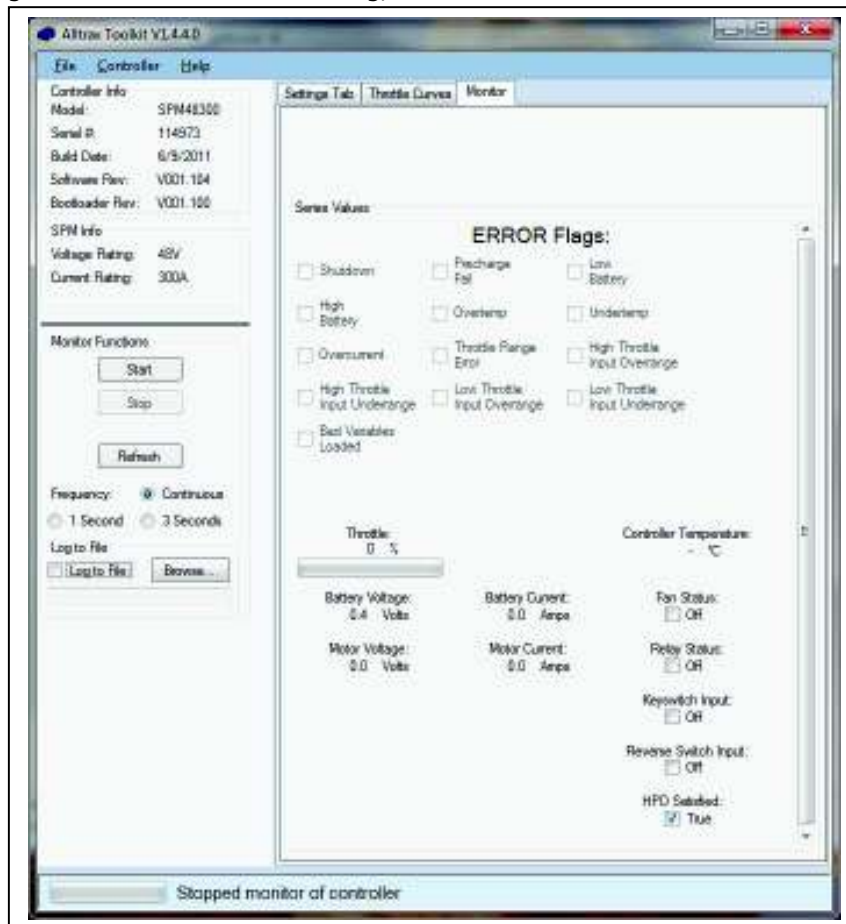 Alltrax Toolkit V1.4.4.0
File Controller Help
Controller Info
Model: SPM48300
Serial #: 114973
Build Date: 6/9/2011
Software Rev: V001.104
Bootloader Rev: V001.100
SPM Info
Voltage Rating: 48V
Current Rating: 300A
Monitor Functions
Start
Stop
Refresh
Frequency: Continuous
1 Second 3 Seconds
Log to File
Log to File Browse...
Settings Tab Throttle Curves Monitor
Series Values
ERROR Flags:
Shutdown
Precharge
Fail
Low
Battery
High
Battery
Overtemp
Undertemp
Overcurrent
Throttle Range
Error
High Throttle
Input Overrange
High Throttle
Input Underrange
Low Throttle
Input Overrange
Low Throttle
Input Underrange
Bad Variables
Loaded
Throttle:
0 %
Controller Temperature:
- °C
Battery Voltage:
0.4 Volts
Battery Current:
0.0 Amps
Fan Status:
Off
Motor Voltage:
0.0 Volts
Motor Current:
0.0 Amps
Relay Status:
Off
Keyswitch Input:
Off
Reverse Switch Input:
Off
HPD Satisfied:
True
Stopped monitor of controller